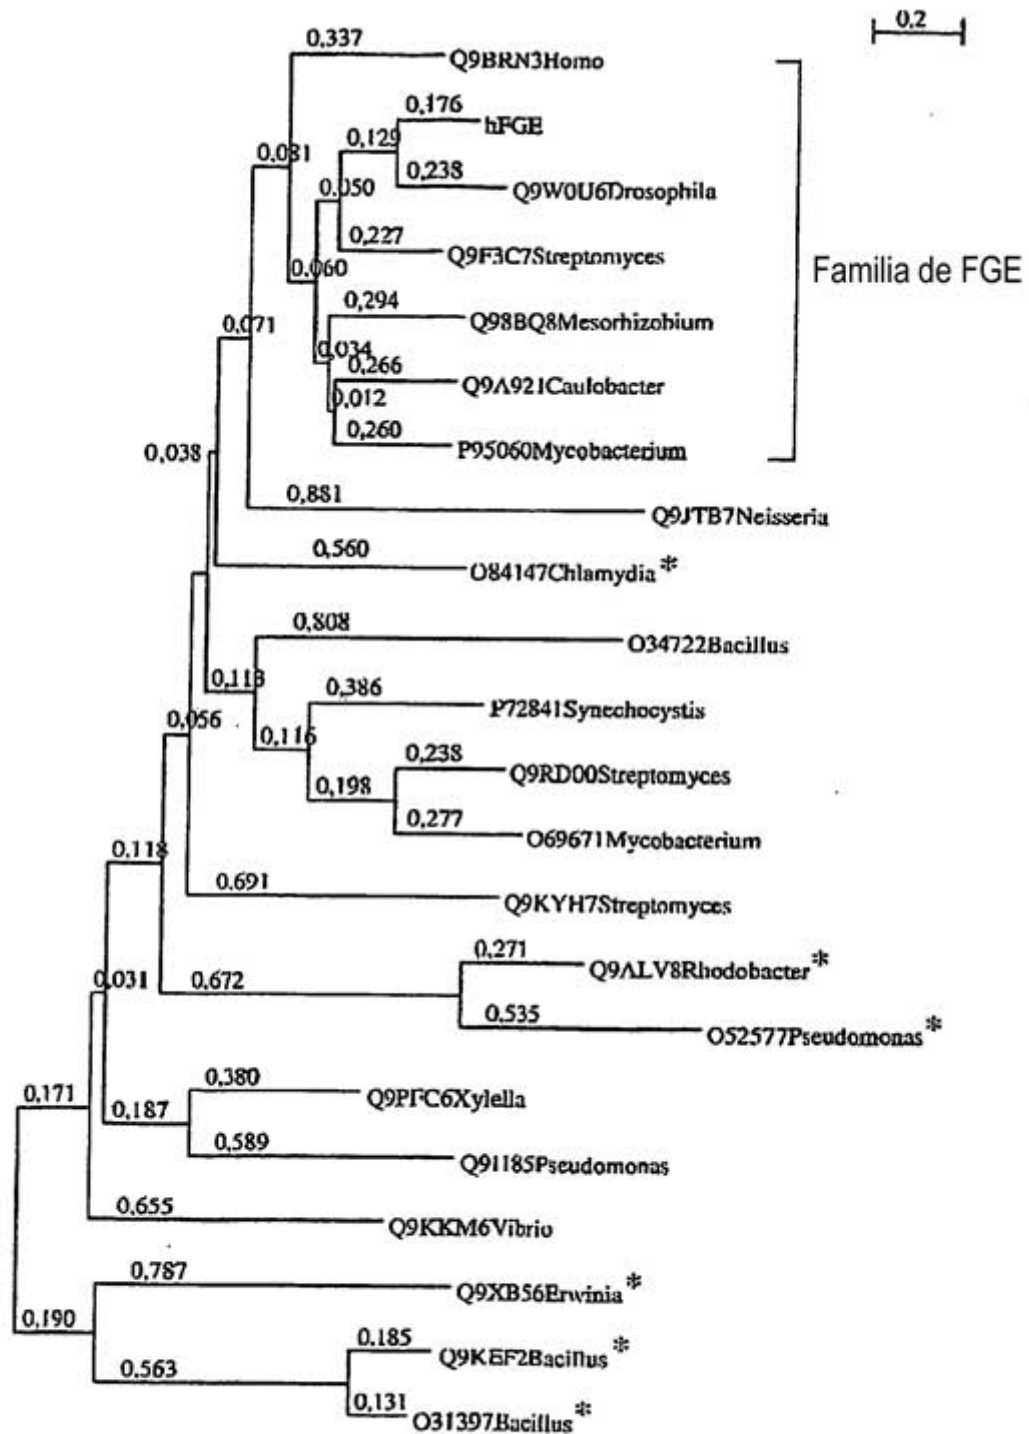 0,2
0,337
Q9BRN3Homo
0,176
hFGE
0,129
0,081
0,238
0,050
Q9W0U6Drosophila
0,227
Q9F3C7Streptomyces
0,060
Familia de FGE
0,294
Q98BQ8Mesorhizobium
0,071
0,034
0,266
Q9A921Caulobacter
0,012
0,260
0,038
P95060Mycobacterium
0,881
Q9JTB7Neisseria
0,560
O84147Chlamydia*
0,808
O34722Bacillus
0,113
0,386
P72841Synechocystis
0,056
0,116
0,238
Q9RD00Streptomyces
0,198
0,277
O69671Mycobacterium
0,118
0,691
Q9KYH7Streptomyces
0,271
Q9ALV8Rhodobacter*
0,031
0,672
0,535
O52577Pseudomonas*
0,380
Q9PFC6Xylella
0,171
0,187
0,589
Q9I185Pseudomonas
0,655
Q9KKM6Vibrio
0,787
Q9XB56Erwinia*
0,190
0,185
Q9KEF2Bacillus*
0,563
0,131
O31397Bacillus*